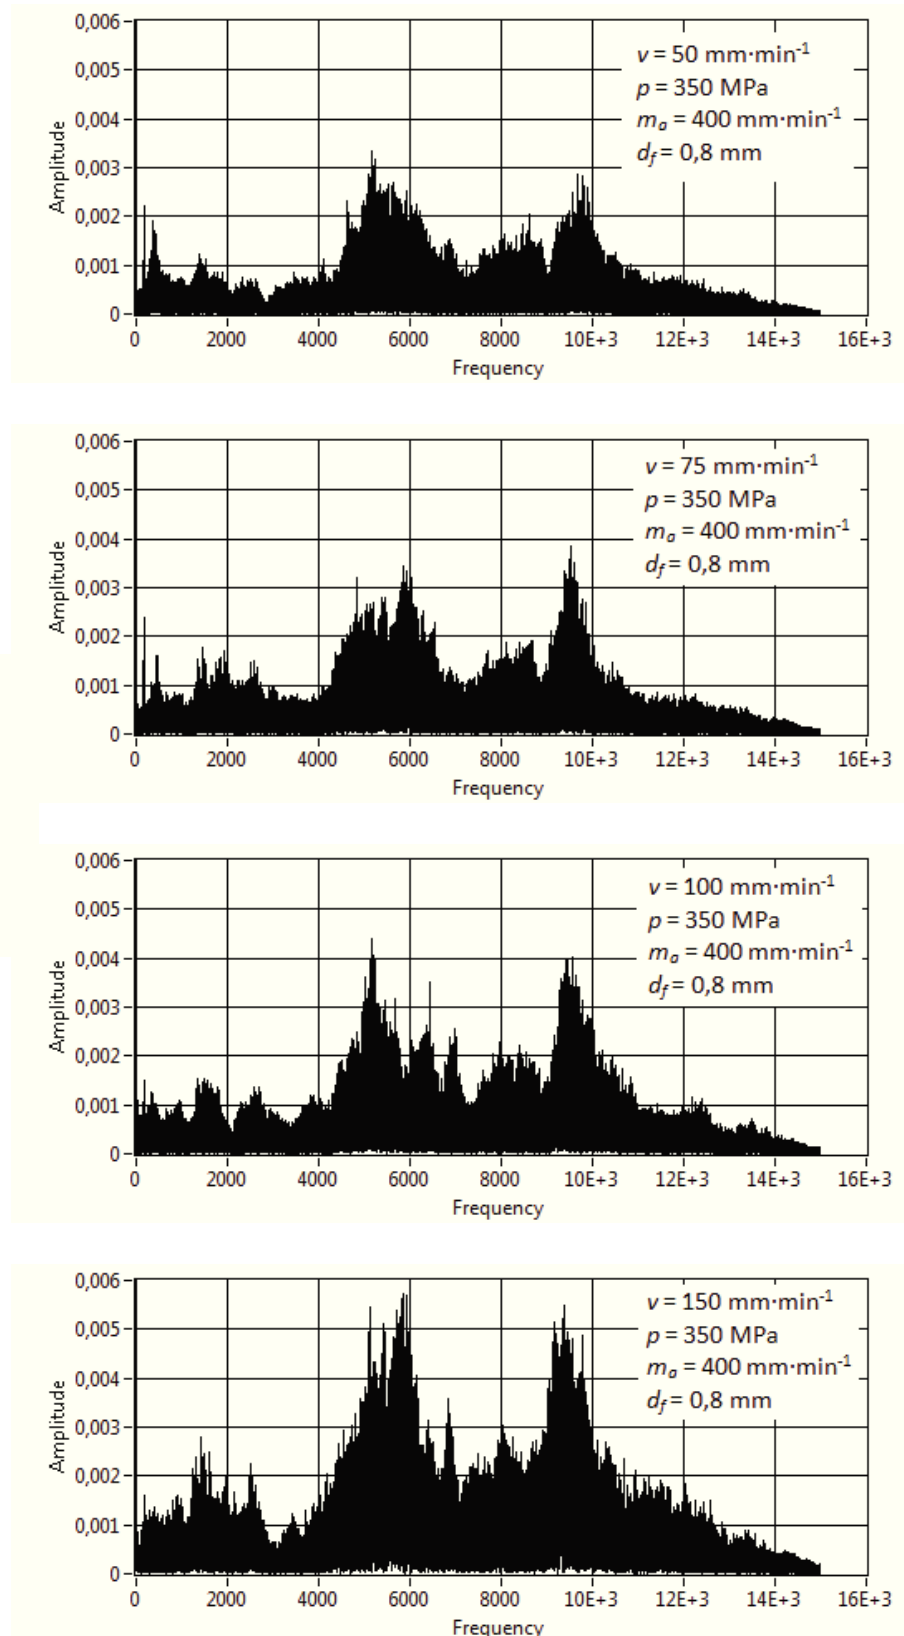 0,006
v = 50 mm·min-1
0,005
p = 350 MPa
0,004
ma = 400 mm·min-1
df = 0,8 mm
0,003
Amplitude
0,002
0,001
0
0 2000 4000 6000 8000 10E+3 12E+3 14E+3 16E+3
Frequency
0,006
v = 75 mm·min-1
0,005
p = 350 MPa
0,004
ma = 400 mm·min-1
df = 0,8 mm
0,003
Amplitude
0,002
0,001
0
0 2000 4000 6000 8000 10E+3 12E+3 14E+3 16E+3
Frequency
0,006
v = 100 mm·min-1
0,005
p = 350 MPa
0,004
ma = 400 mm·min-1
df = 0,8 mm
0,003
Amplitude
0,002
0,001
0
0 2000 4000 6000 8000 10E+3 12E+3 14E+3 16E+3
Frequency
0,006
v = 150 mm·min-1
0,005
p = 350 MPa
0,004
ma = 400 mm·min-1
df = 0,8 mm
0,003
Amplitude
0,002
0,001
0
0 2000 4000 6000 8000 10E+3 12E+3 14E+3 16E+3
Frequency